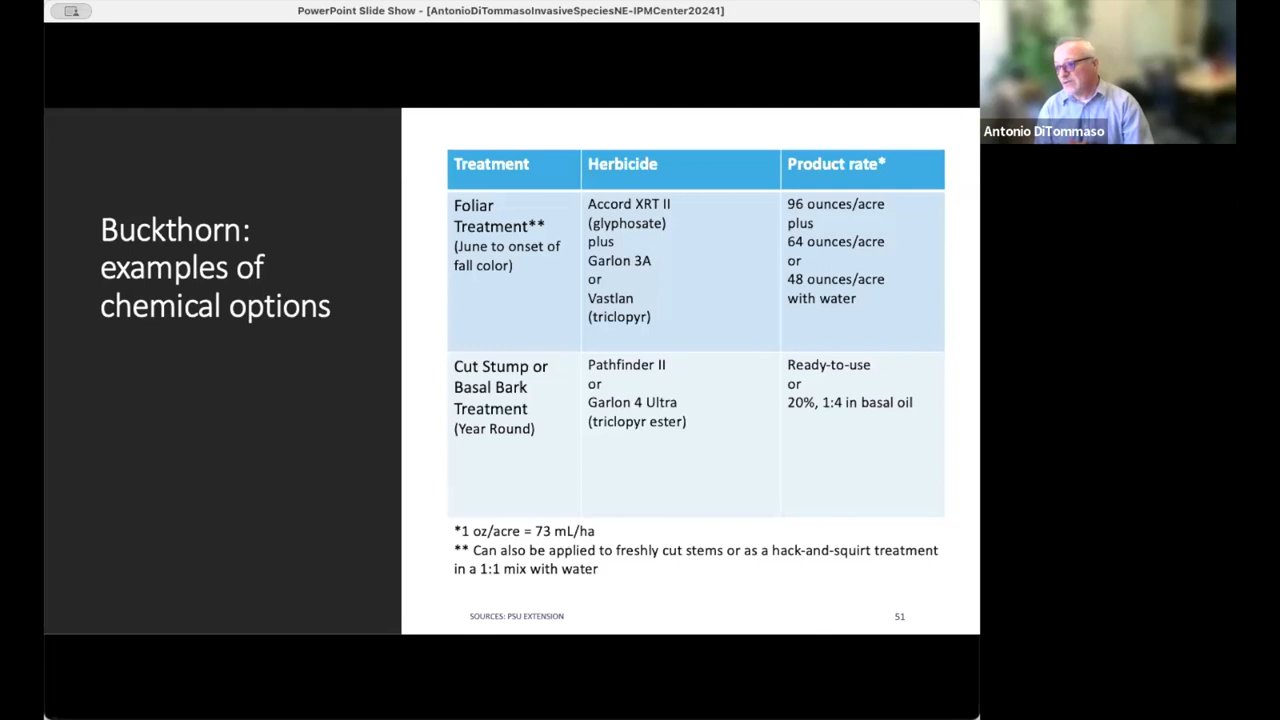 PowerPoint Slide Show - [AntonioDiTommasoInvasiveSpeciesNE-IPMCenter20241]
Antonio DiTommaso
Buckthorn:
examples of
chemical options
Treatment
Herbicide
Product rate*
Foliar
Treatment**
(June to onset of
fall color)
Accord XRT II
(glyphosate)
plus
Garlon 3A
or
Vastlan
(triclopyr)
96 ounces/acre
plus
64 ounces/acre
or
48 ounces/acre
with water
Cut Stump or
Basal Bark
Treatment
(Year Round)
Pathfinder II
or
Garlon 4 Ultra
(triclopyr ester)
Ready-to-use
or
20%, 1:4 in basal oil
*1 oz/acre = 73 mL/ha
** Can also be applied to freshly cut stems or as a hack-and-squirt treatment
in a 1:1 mix with water
SOURCES: PSU EXTENSION
51